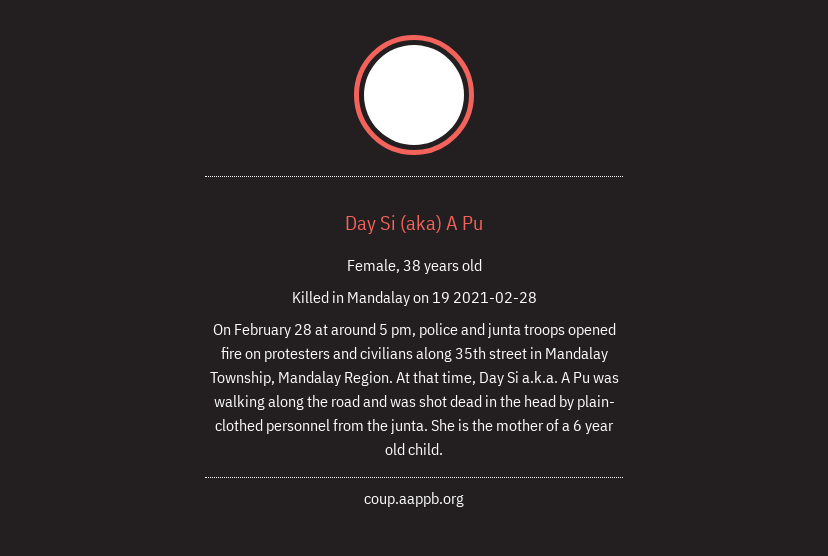 Day Si (aka) A Pu
Female, 38 years old
Killed in Mandalay on 19 2021-02-28
On February 28 at around 5 pm, police and junta troops opened
fire on protesters and civilians along 35th street in Mandalay
Township, Mandalay Region. At that time, Day Si a.k.a. A Pu was
walking along the road and was shot dead in the head by plain-
clothed personnel from the junta. She is the mother of a 6 year
old child.
coup.aappb.org